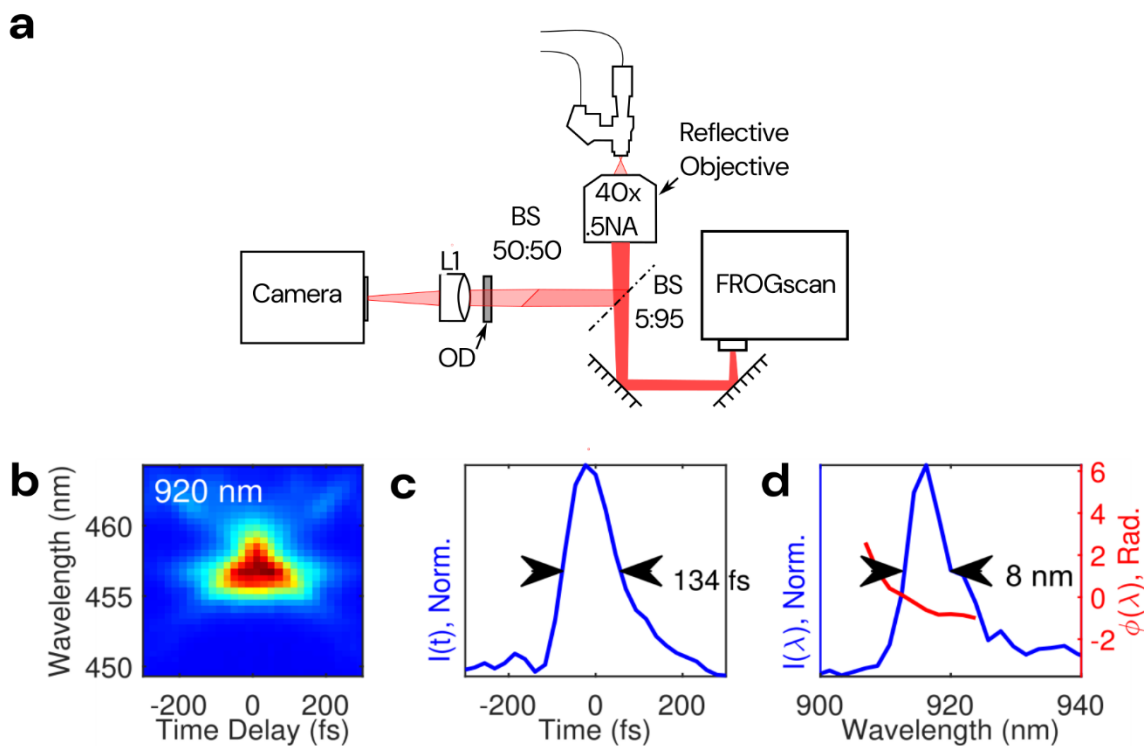 a
Reflective
Objective
40x
.5NA
BS
50:50
L1
Camera
OD
BS
5:95
FROGscan
b
920 nm
Wavelength (nm)
460
455
450
-200
0
200
Time Delay (fs)
c
I(t), Norm.
134 fs
-200
0
200
Time (fs)
d
I(λ), Norm.
8 nm
900
920
940
Wavelength (nm)
6
4
2
0
-2
ϕ(λ), Rad.